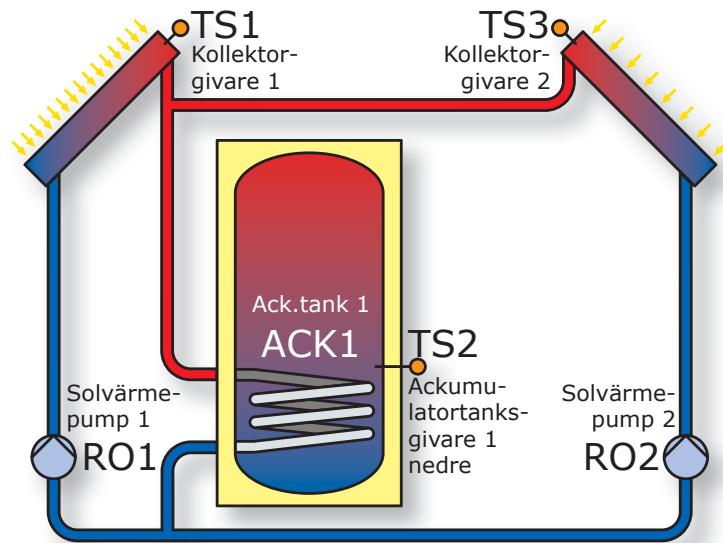 TS1
Kollektor-
givare 1
TS3
Kollektor-
givare 2
Ack.tank 1
ACK1
TS2
Ackumu-
latortanks-
givare 1
nedre
Solvärme-
pump 1
RO1
Solvärme-
pump 2
RO2